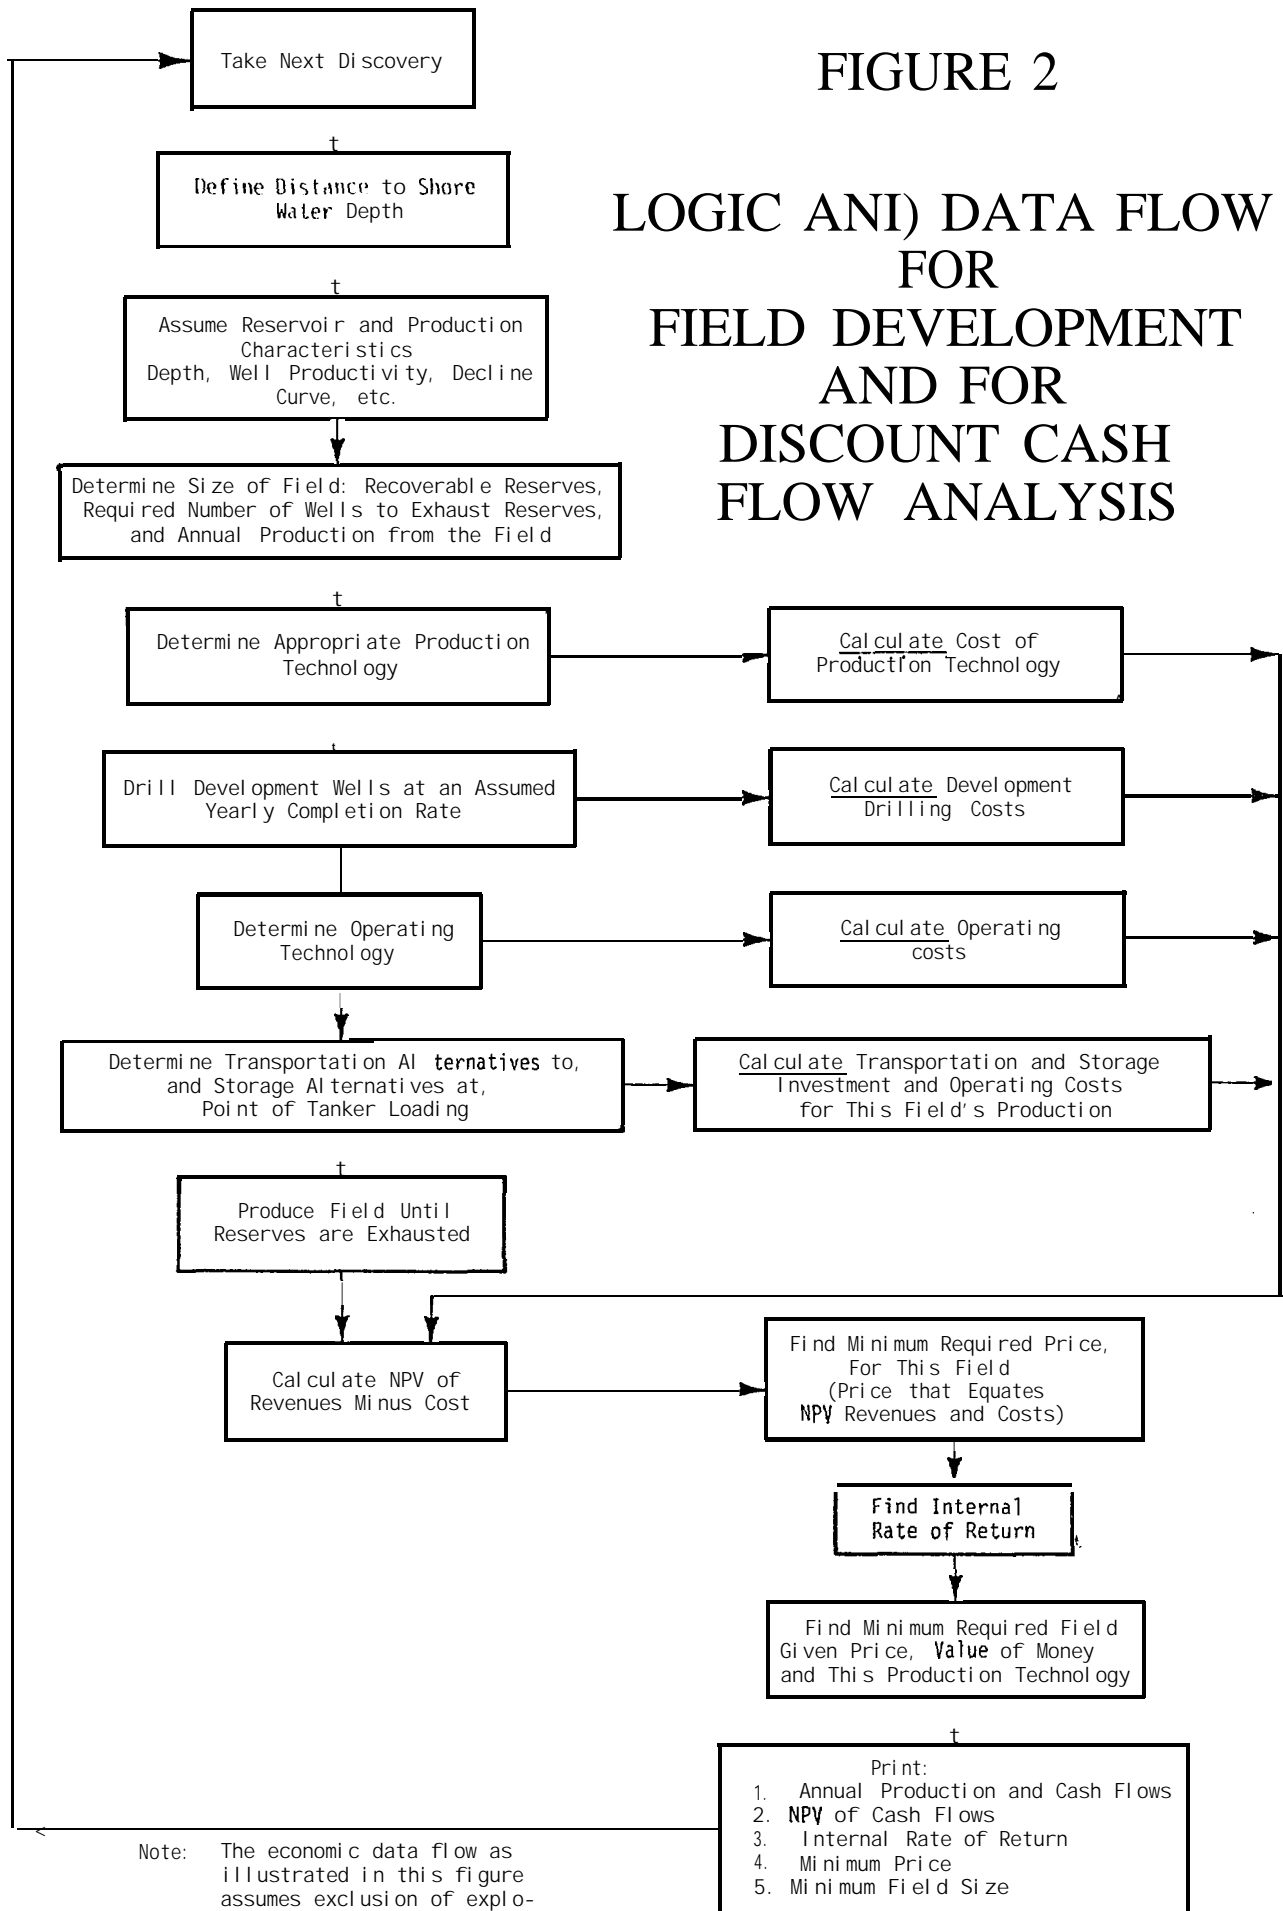 FIGURE 2
LOGIC ANI) DATA FLOW
FOR
FIELD DEVELOPMENT
AND FOR
DISCOUNT CASH
FLOW ANALYSIS
Take Next Discovery
t
Define Distance to Shore
Water Depth
t
Assume Reservoir and Production
Characteristics
Depth, Well Productivity, Decline
Curve, etc.
Determine Size of Field: Recoverable Reserves,
Required Number of Wells to Exhaust Reserves,
and Annual Production from the Field
t
Determine Appropriate Production
Technology
Calculate Cost of
Production Technology
t
Drill Development Wells at an Assumed
Yearly Completion Rate
Calculate Development
Drilling Costs
Determine Operating
Technology
Calculate Operating
costs
Determine Transportation Alternatives to,
and Storage Alternatives at,
Point of Tanker Loading
Calculate Transportation and Storage
Investment and Operating Costs
for This Field's Production
t
Produce Field Until
Reserves are Exhausted
Calculate NPV of
Revenues Minus Cost
Find Minimum Required Price,
For This Field
(Price that Equates
NPV Revenues and Costs)
Find Internal
Rate of Return
Find Minimum Required Field
Given Price, Value of Money
and This Production Technology
t
Print:
1. Annual Production and Cash Flows
2. NPV of Cash Flows
3. Internal Rate of Return
4. Minimum Price
5. Minimum Field Size
<
Note: The economic data flow as
illustrated in this figure
assumes exclusion of explo-